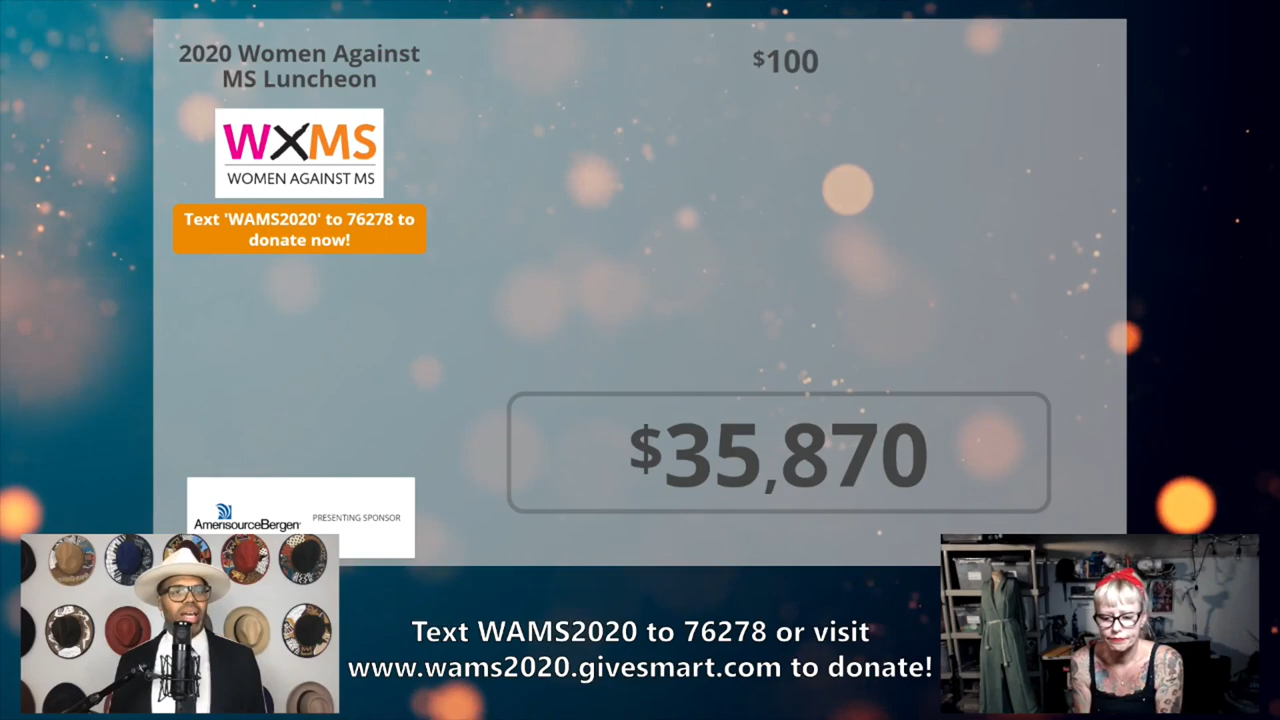 2020 Women Against
MS Luncheon
$100
WXMS
WOMEN AGAINST MS
Text 'WAMS2020' to 76278 to
donate now!
$35,870
AmerisourceBergen
PRESENTING SPONSOR
Text WAMS2020 to 76278 or visit
www.wams2020.givesmart.com to donate!